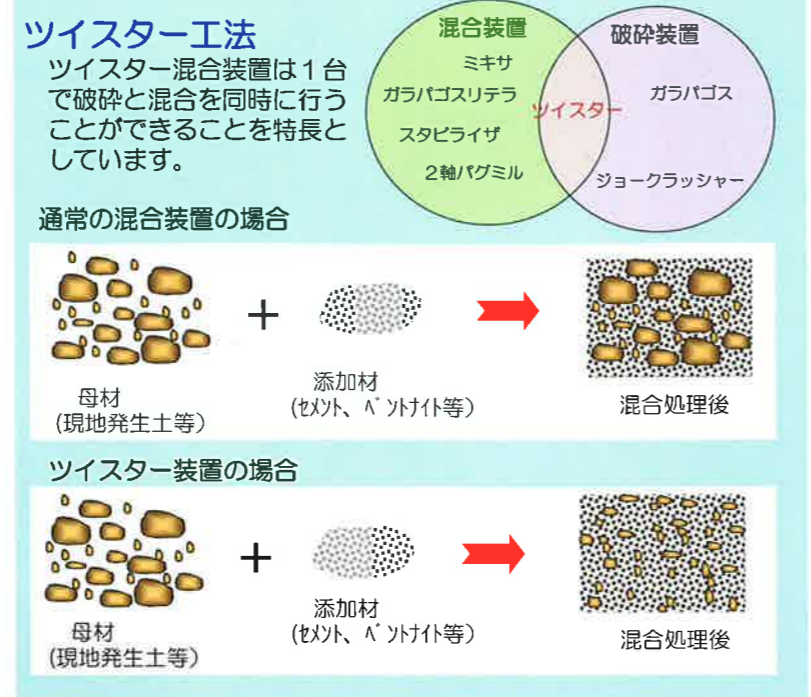 ツイスター工法
ツイスター混合装置は１台
で破砕と混合を同時に行う
ことができることを特長と
しています。
混合装置
ミキサ
ガラパゴスリテラ
スタビライザ
２軸パグミル
ツイスター
破砕装置
ガラパゴス
ジョークラッシャー
通常の混合装置の場合
＋
母材
(現地発生土等)
添加材
(ｾﾒﾝﾄ、ﾍﾞﾝﾄﾅｲﾄ等)
混合処理後
ツイスター装置の場合
＋
母材
(現地発生土等)
添加材
(ｾﾒﾝﾄ、ﾍﾞﾝﾄﾅｲﾄ等)
混合処理後